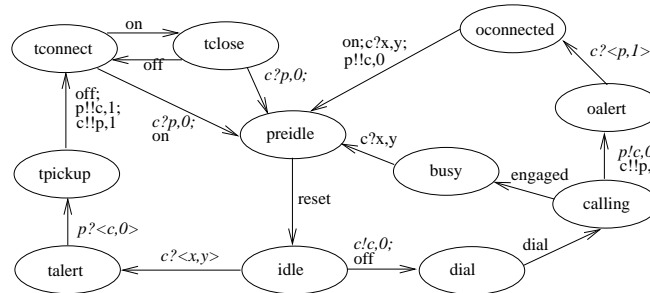 on
tconnect
tclose
off
oconnected
on;c?x,y;
p!!c,0
c?<p,1>
c?p,0;
off;
p!!c,1;
c!!p,1
c?p,0;
on
preidle
oalert
c?x,y
p!c,0
c!!p,
tpickup
busy
engaged
calling
reset
p?<c,0>
dial
c?<x,y>
c!c,0;
off
talert
idle
dial